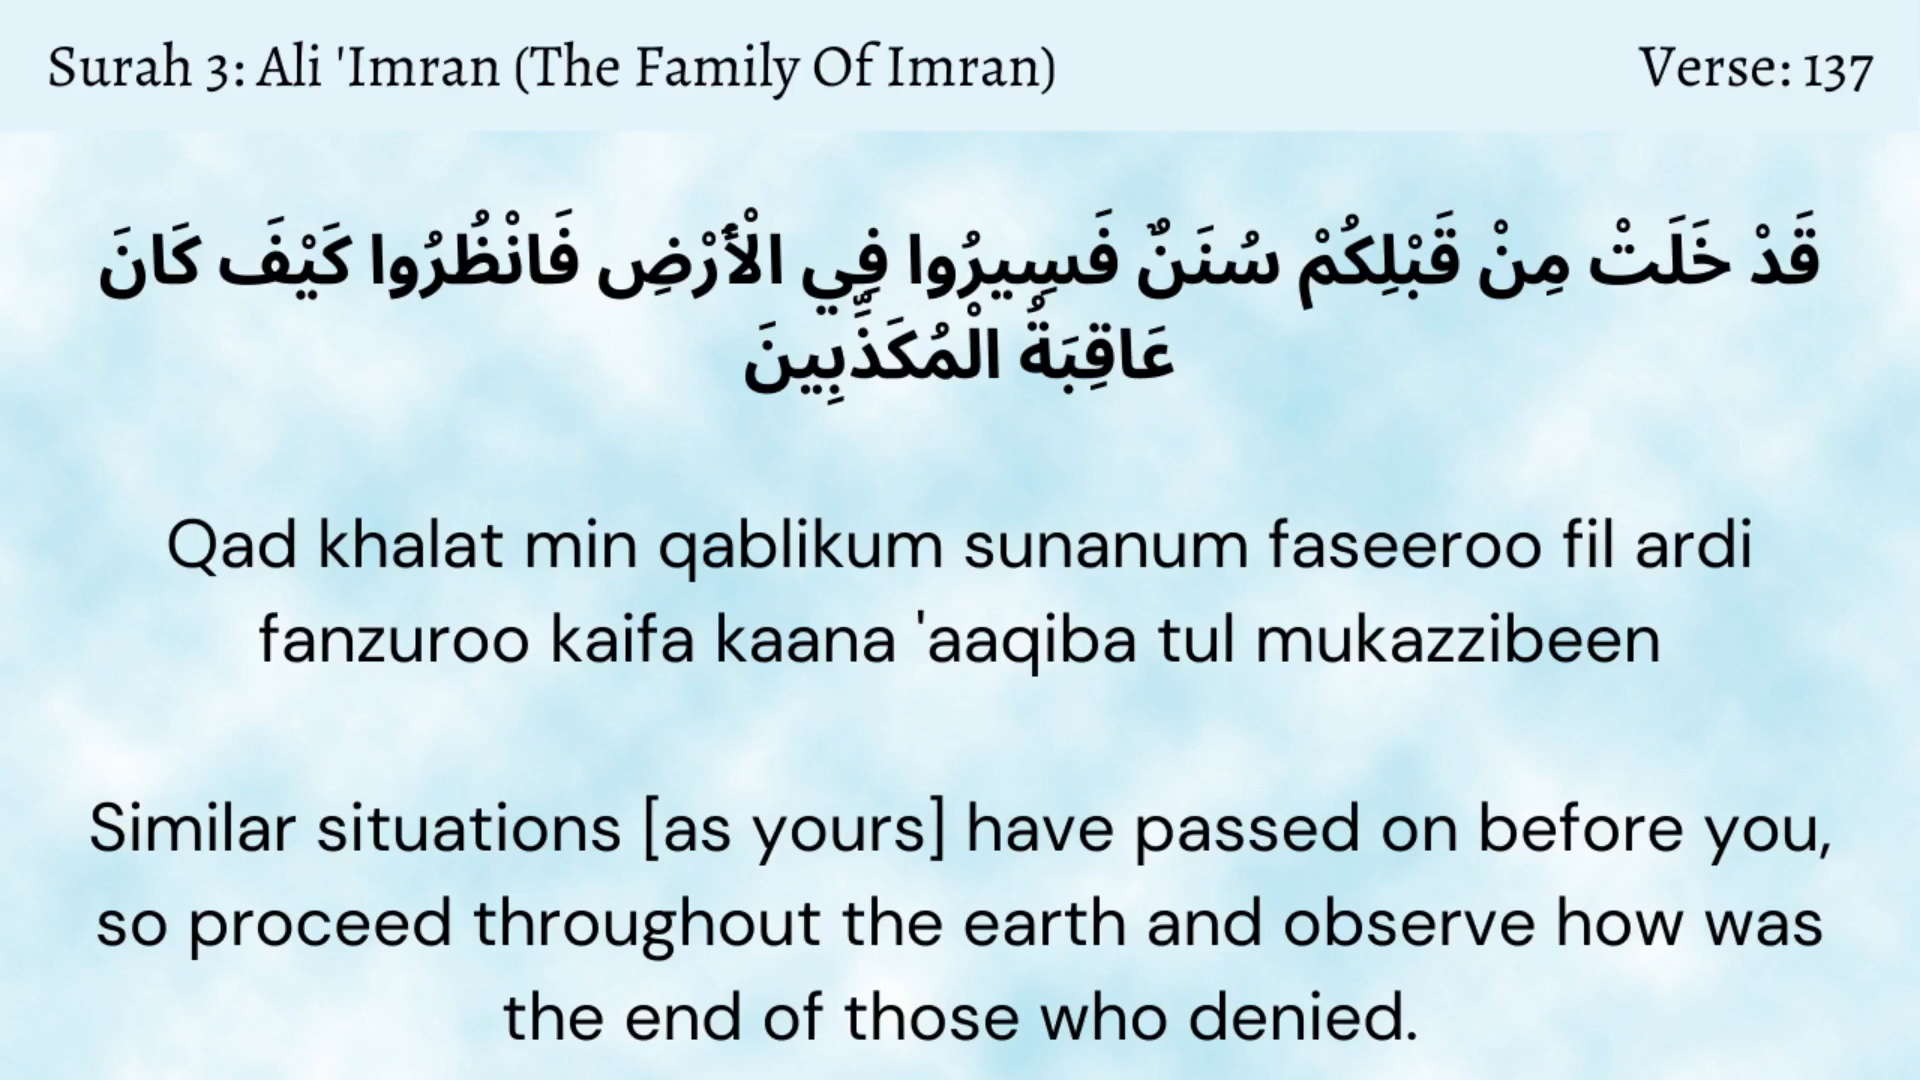 Surah 3: Ali 'Imran (The Family Of Imran)
Verse: 137
قَدْ خَلَتْ مِنْ قَبْلِكُمْ سُنَنٌ فَسِيرُوا فِي الْأَرْضِ فَانْظُرُوا كَيْفَ كَانَ
عَاقِبَةُ الْمُكَذِّبِينَ
Qad khalat min qablikum sunanum faseeroo fil ardi
fanzuroo kaifa kaana 'aaqiba tul mukazzibeen
Similar situations [as yours] have passed on before you,
so proceed throughout the earth and observe how was
the end of those who denied.